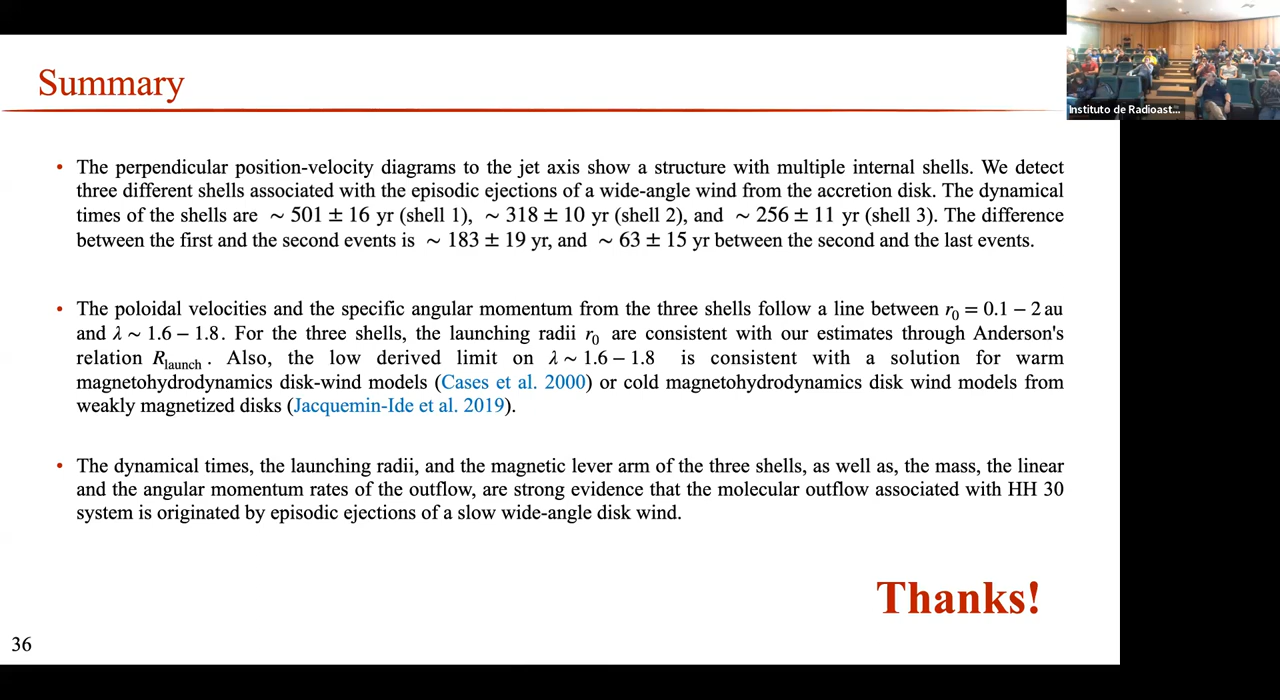 Summary
Instituto de Radioast...
• The perpendicular position-velocity diagrams to the jet axis show a structure with multiple internal shells. We detect
three different shells associated with the episodic ejections of a wide-angle wind from the accretion disk. The dynamical
times of the shells are ∼ 501 ± 16 yr (shell 1), ∼ 318 ± 10 yr (shell 2), and ∼ 256 ± 11 yr (shell 3). The difference
between the first and the second events is ∼ 183 ± 19 yr, and ∼ 63 ± 15 yr between the second and the last events.
• The poloidal velocities and the specific angular momentum from the three shells follow a line between r₀ = 0.1 − 2 au
and λ ∼ 1.6 − 1.8. For the three shells, the launching radii r₀ are consistent with our estimates through Anderson's
relation R_launch. Also, the low derived limit on λ ∼ 1.6 − 1.8 is consistent with a solution for warm
magnetohydrodynamics disk-wind models (Cases et al. 2000) or cold magnetohydrodynamics disk wind models from
weakly magnetized disks (Jacquemin-Ide et al. 2019).
• The dynamical times, the launching radii, and the magnetic lever arm of the three shells, as well as, the mass, the linear
and the angular momentum rates of the outflow, are strong evidence that the molecular outflow associated with HH 30
system is originated by episodic ejections of a slow wide-angle disk wind.
Thanks!
36